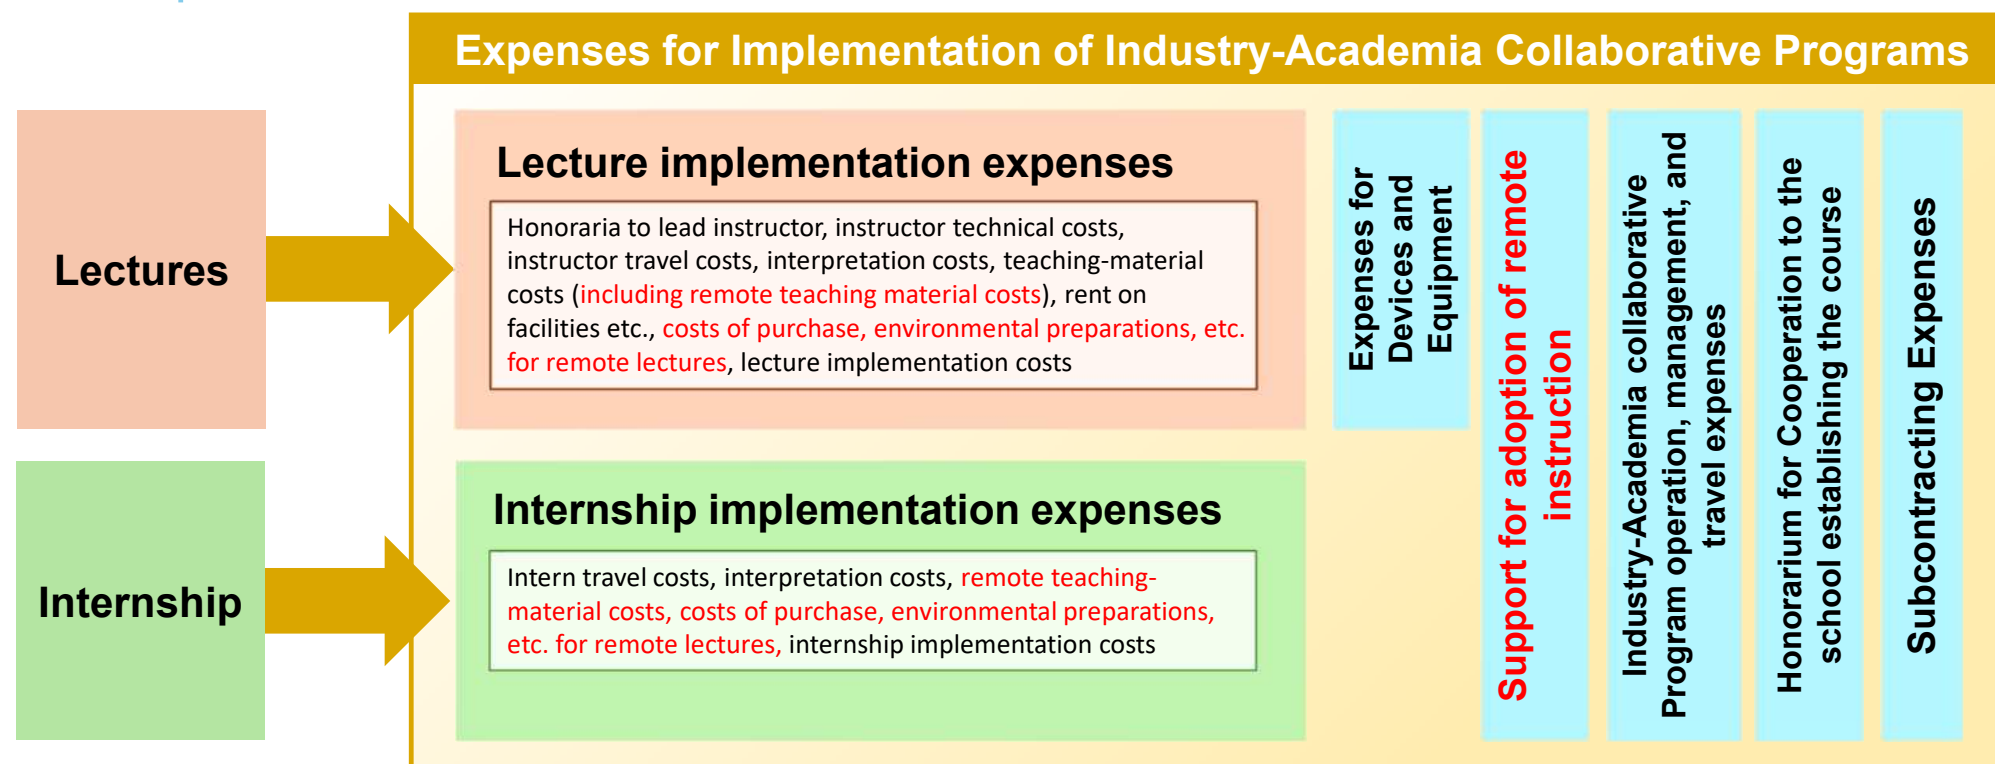 Expenses for Implementation of Industry-Academia Collaborative Programs
Lectures
Lecture implementation expenses
Honoraria to lead instructor, instructor technical costs,
instructor travel costs, interpretation costs, teaching-material
costs (including remote teaching material costs), rent on
facilities etc., costs of purchase, environmental preparations, etc.
for remote lectures, lecture implementation costs
Internship
Internship implementation expenses
Intern travel costs, interpretation costs, remote teaching-
material costs, costs of purchase, environmental preparations,
etc. for remote lectures, internship implementation costs
Expenses for
Devices and
Equipment
Support for adoption of remote
instruction
Industry-Academia collaborative
Program operation, management, and
travel expenses
Honorarium for Cooperation to the
school establishing the course
Subcontracting Expenses